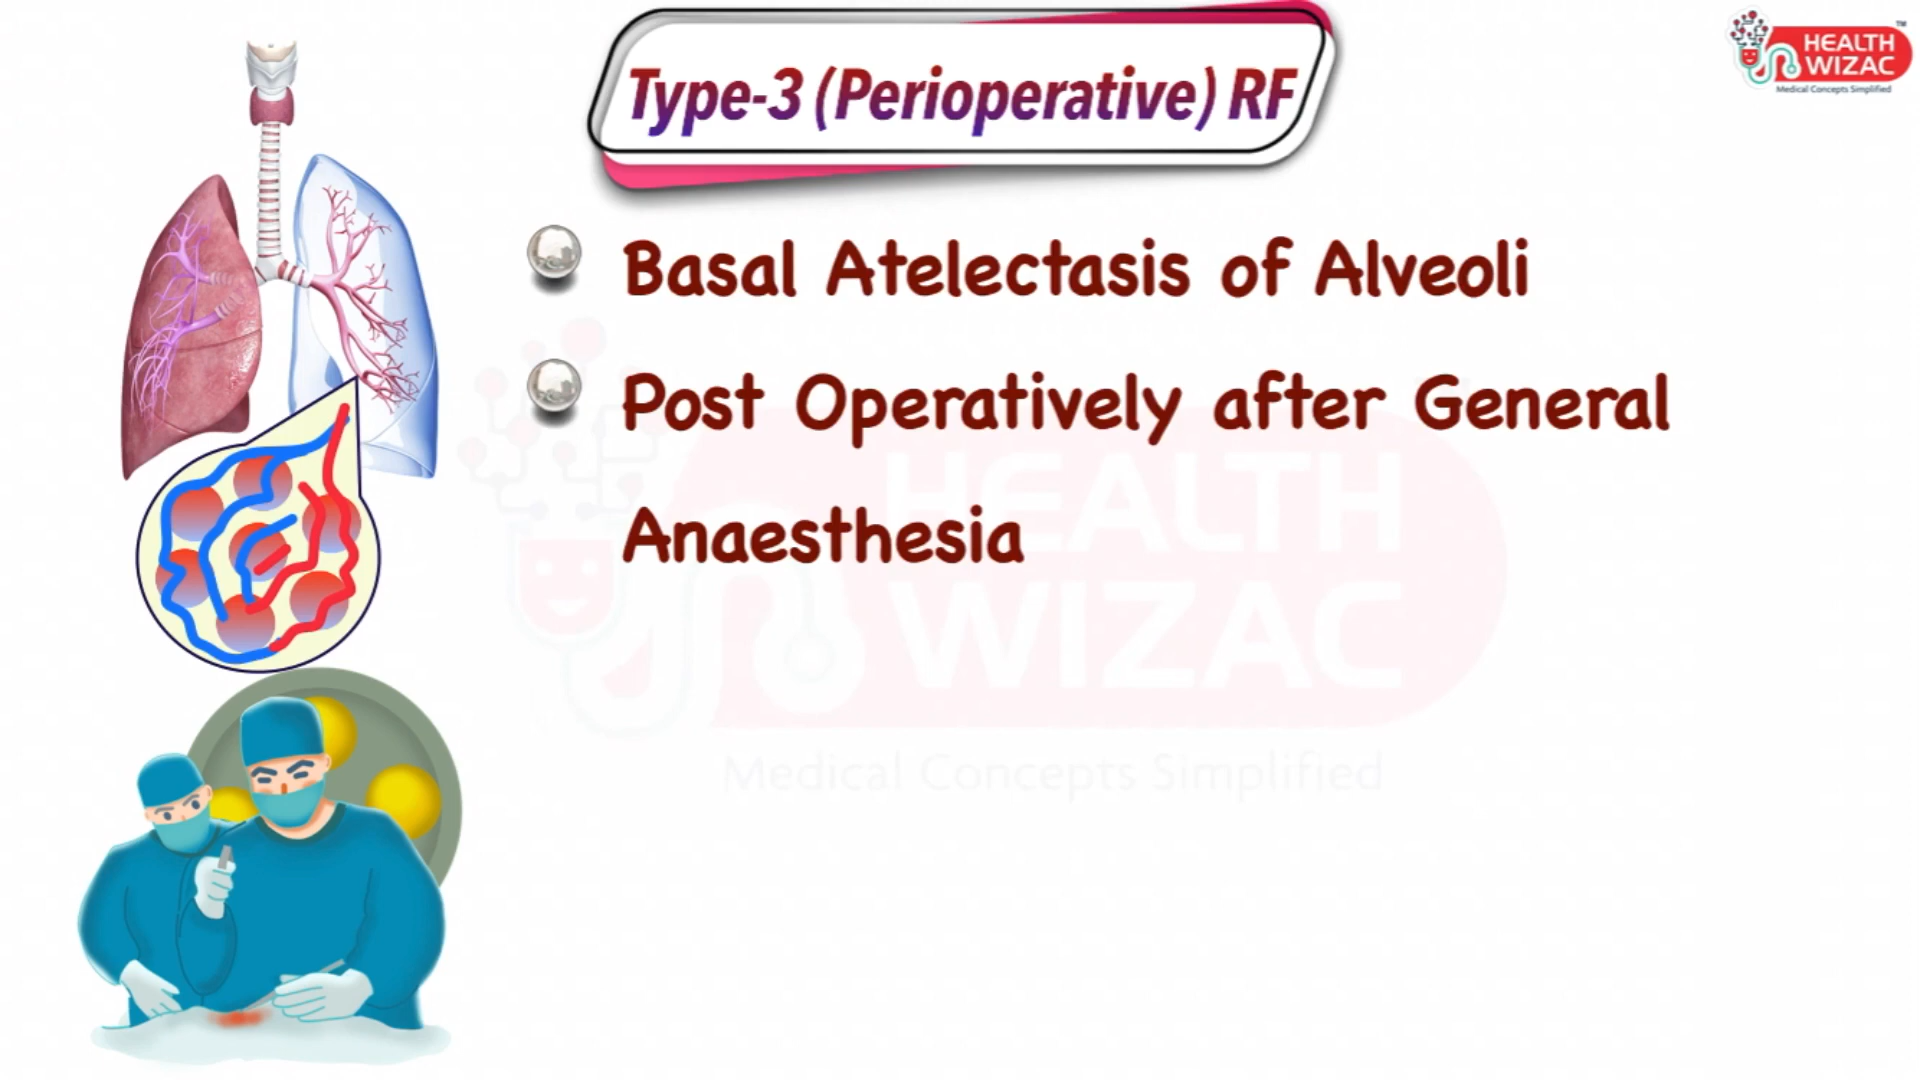 Type-3 (Perioperative) RF
HEALTH
WIZAC
TM
Medical Concepts Simplified
Basal Atelectasis of Alveoli
Post Operatively after General
Anaesthesia
HEALTH
WIZAC
Medical Concepts Simplified